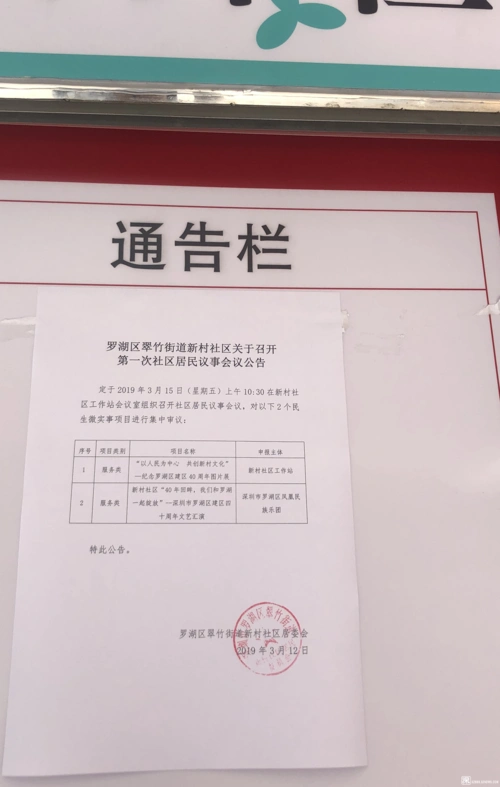 通告栏
罗湖区翠竹街道新村社区关于召开
第一次社区居民议事会议公告
定于2019年3月15日（星期五）上午10:30在新村社
区工作站会议室组织召开社区居民议事会议，对以下2个民
生微实事项目进行集中审议：
序号 项目类别 项目名称 申报主体
1 服务类 “以人民为中心 共创新村文化”
—纪念罗湖区建区40周年图片展 新村社区工作站
2 服务类 新村社区“40年回眸，我们和罗湖
一起绽放”—深圳市罗湖区建区四
十周年文艺汇演 深圳市罗湖区凤凰民
族乐团
特此公告。
罗湖区翠竹街道新村社区居委会
2019年3月12日